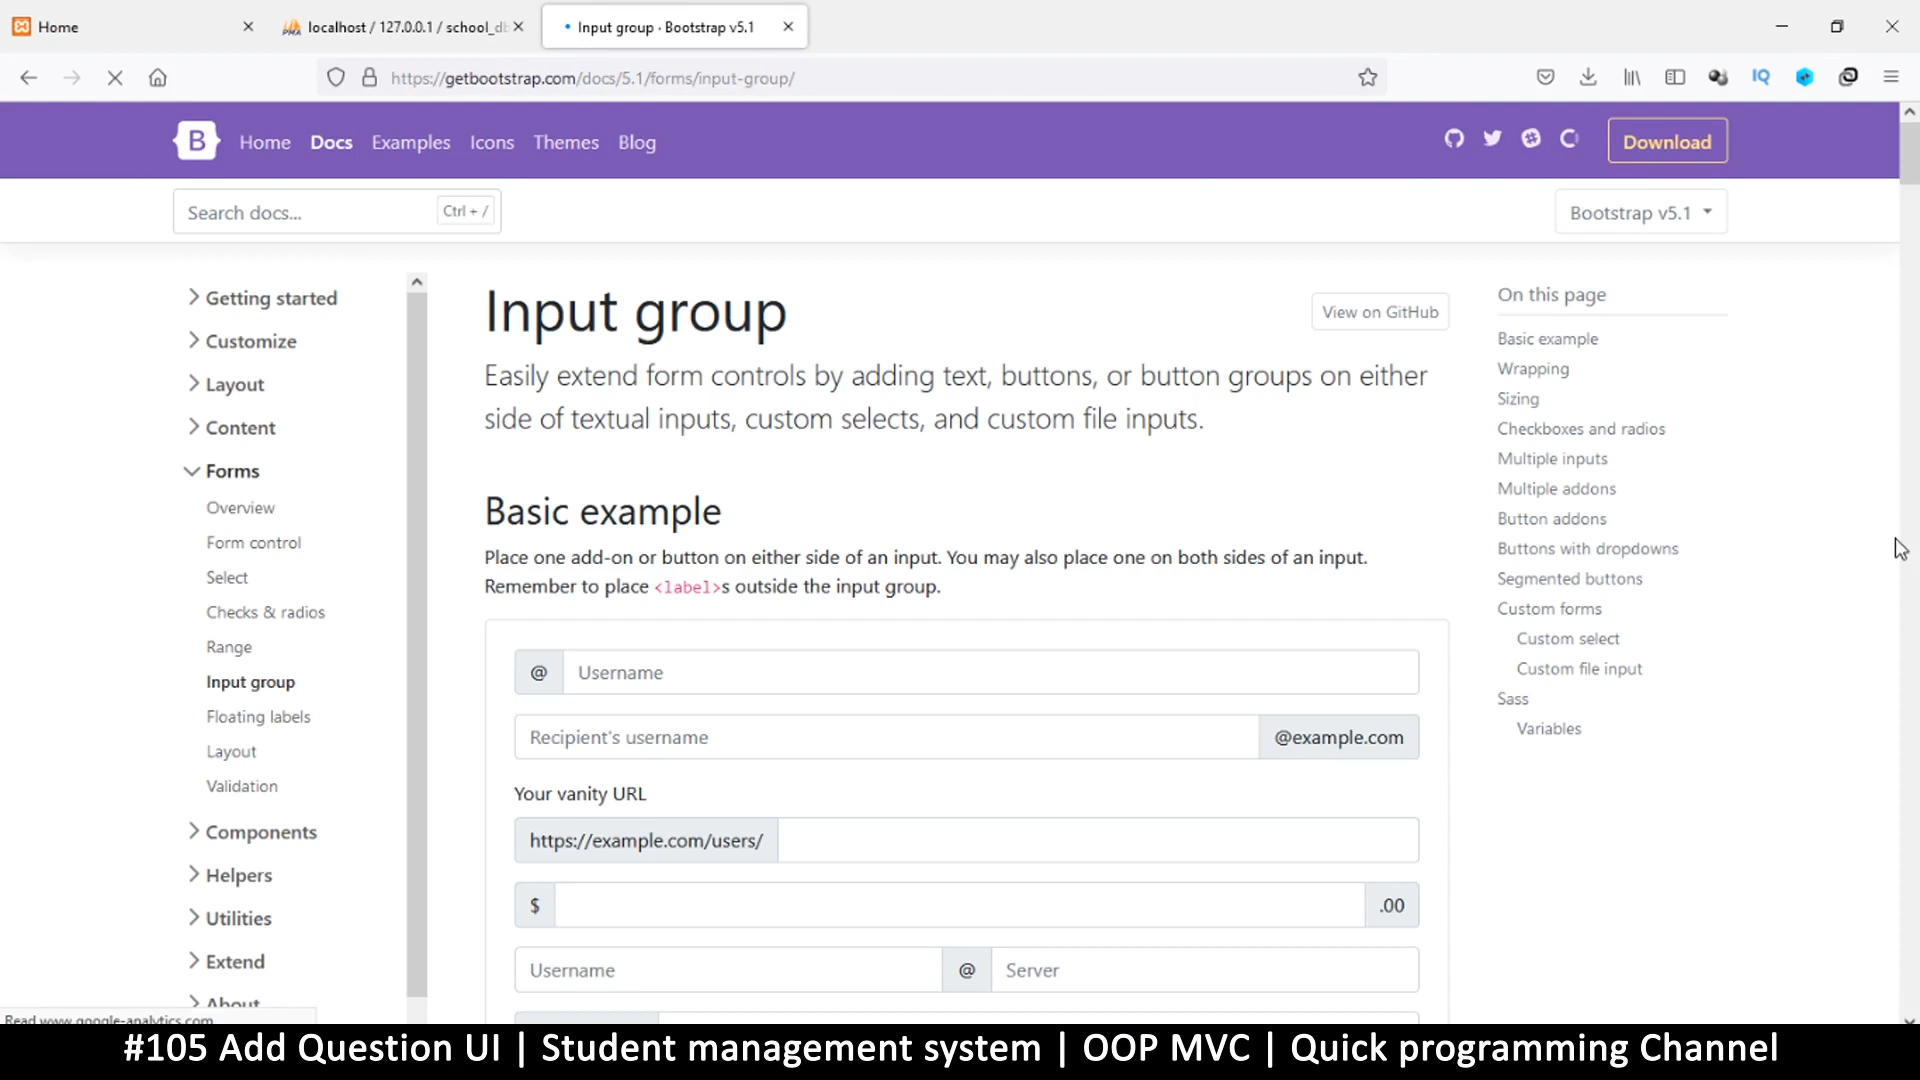 Home
localhost / 127.0.0.1 / school_db
Input group · Bootstrap v5.1
https://getbootstrap.com/docs/5.1/forms/input-group/
IQ
B
Home
Docs
Examples
Icons
Themes
Blog
Download
Search docs...
Ctrl + /
Bootstrap v5.1
Getting started
Customize
Layout
Content
Forms
Overview
Form control
Select
Checks & radios
Range
Input group
Floating labels
Layout
Validation
Components
Helpers
Utilities
Extend
About
Input group
View on GitHub
Easily extend form controls by adding text, buttons, or button groups on either
side of textual inputs, custom selects, and custom file inputs.
Basic example
Place one add-on or button on either side of an input. You may also place one on both sides of an input.
Remember to place <label>s outside the input group.
@ Username
Recipient's username @example.com
Your vanity URL
https://example.com/users/
$ .00
Username @ Server
On this page
Basic example
Wrapping
Sizing
Checkboxes and radios
Multiple inputs
Multiple addons
Button addons
Buttons with dropdowns
Segmented buttons
Custom forms
Custom select
Custom file input
Sass
Variables
Read www.google-analytics.com
#105 Add Question UI | Student management system | OOP MVC | Quick programming Channel